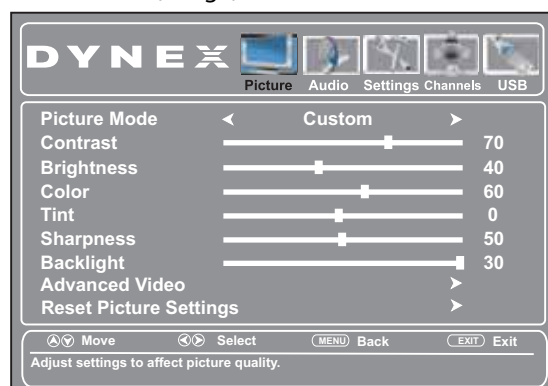 DYNEX
Picture Audio Settings Channels USB
Picture Mode Custom
Contrast 70
Brightness 40
Color 60
Tint 0
Sharpness 50
Backlight 30
Advanced Video
Reset Picture Settings
Move Select MENU Back EXIT Exit
Adjust settings to affect picture quality.